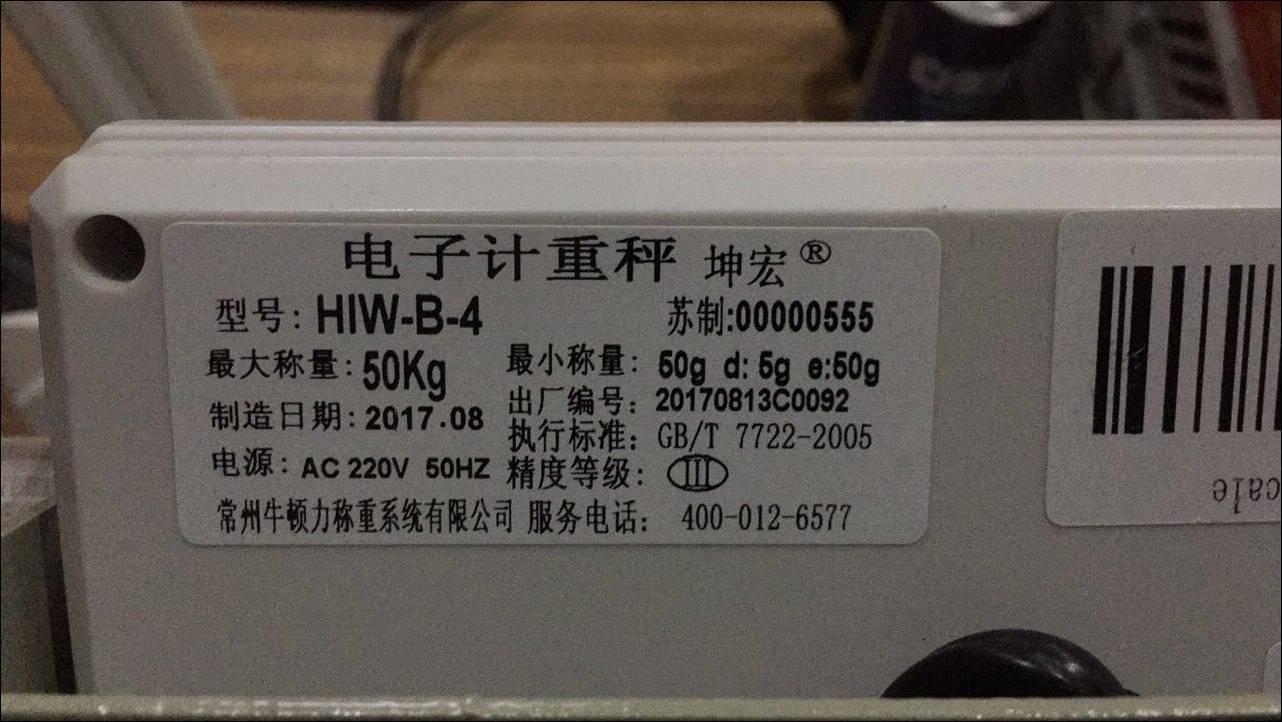 电子计重秤 坤宏®
型号: HIW-B-4 苏制:00000555
最大称量: 50Kg 最小称量: 50g d: 5g e:50g
制造日期: 2017.08 出厂编号: 20170813C0092
执行标准: GB/T 7722-2005
电源: AC 220V 50HZ 精度等级: III
常州牛顿力称重系统有限公司 服务电话: 400-012-6577
cale